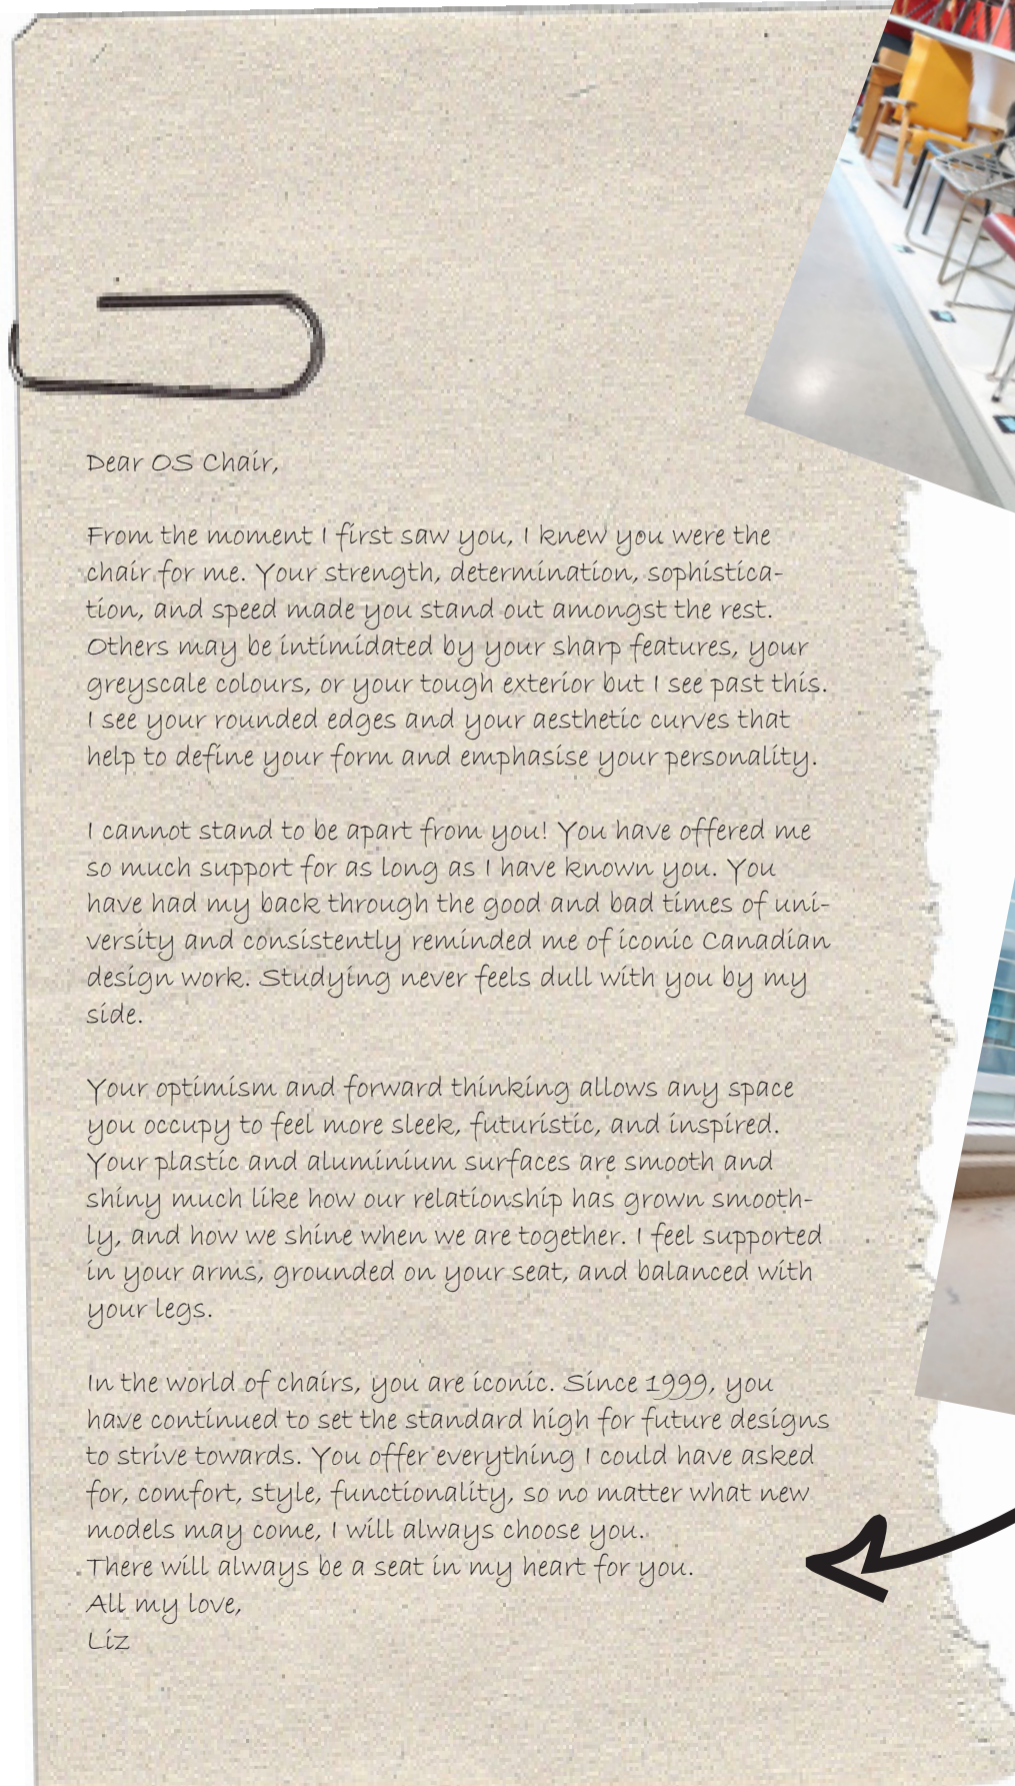 Dear OS Chair,
From the moment I first saw you, I knew you were the
chair for me. Your strength, determination, sophistica-
tion, and speed made you stand out amongst the rest.
Others may be intimidated by your sharp features, your
greyscale colours, or your tough exterior but I see past this.
I see your rounded edges and your aesthetic curves that
help to define your form and emphasise your personality.
I cannot stand to be apart from you! You have offered me
so much support for as long as I have known you. You
have had my back through the good and bad times of uni-
versity and consistently reminded me of iconic Canadian
design work. Studying never feels dull with you by my
side.
Your optimism and forward thinking allows any space
you occupy to feel more sleek, futuristic, and inspired.
Your plastic and aluminium surfaces are smooth and
shiny much like how our relationship has grown smooth-
ly, and how we shine when we are together. I feel supported
in your arms, grounded on your seat, and balanced with
your legs.
In the world of chairs, you are iconic. Since 1999, you
have continued to set the standard high for future designs
to strive towards. You offer everything I could have asked
for, comfort, style, functionality, so no matter what new
models may come, I will always choose you.
There will always be a seat in my heart for you.
All my love,
Liz